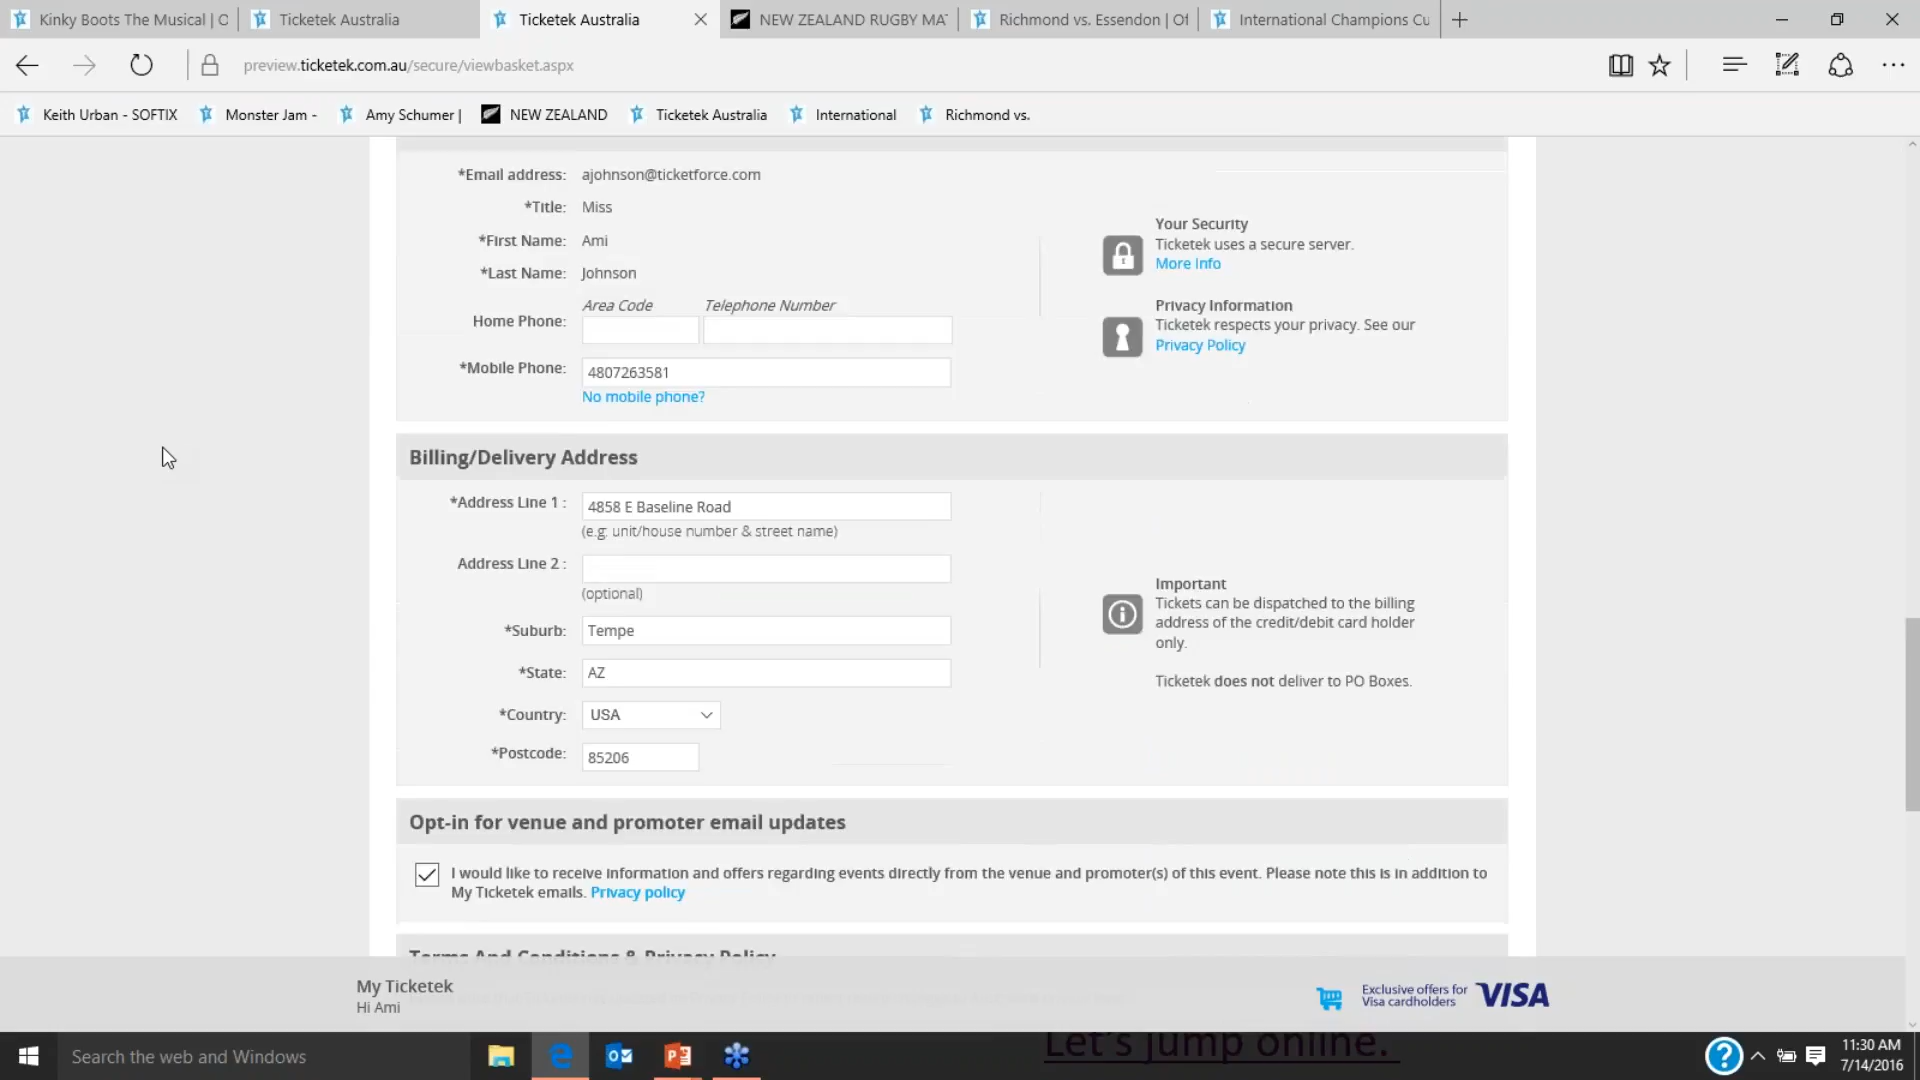 Kinky Boots The Musical | O
Ticketek Australia
Ticketek Australia
NEW ZEALAND RUGBY MA
Richmond vs. Essendon | Of
International Champions Cu
preview.ticketek.com.au/secure/viewbasket.aspx
Keith Urban - SOFTIX
Monster Jam -
Amy Schumer |
NEW ZEALAND
Ticketek Australia
International
Richmond vs.
*Email address: ajohnson@ticketforce.com
*Title: Miss
*First Name: Ami
*Last Name: Johnson
Area Code Telephone Number
Home Phone:
*Mobile Phone: 4807263581
No mobile phone?
Your Security
Ticketek uses a secure server.
More Info
Privacy Information
Ticketek respects your privacy. See our
Privacy Policy
Billing/Delivery Address
*Address Line 1 : 4858 E Baseline Road
(e.g: unit/house number & street name)
Address Line 2 :
(optional)
*Suburb: Tempe
*State: AZ
*Country: USA
*Postcode: 85206
Important
Tickets can be dispatched to the billing
address of the credit/debit card holder
only.
Ticketek does not deliver to PO Boxes.
Opt-in for venue and promoter email updates
I would like to receive information and offers regarding events directly from the venue and promoter(s) of this event. Please note this is in addition to
My Ticketek emails. Privacy policy
Terms And Conditions & Privacy Policy
My Ticketek
Hi Ami
Exclusive offers for
Visa cardholders
VISA
Let's jump online.
Search the web and Windows
11:30 AM
7/14/2016